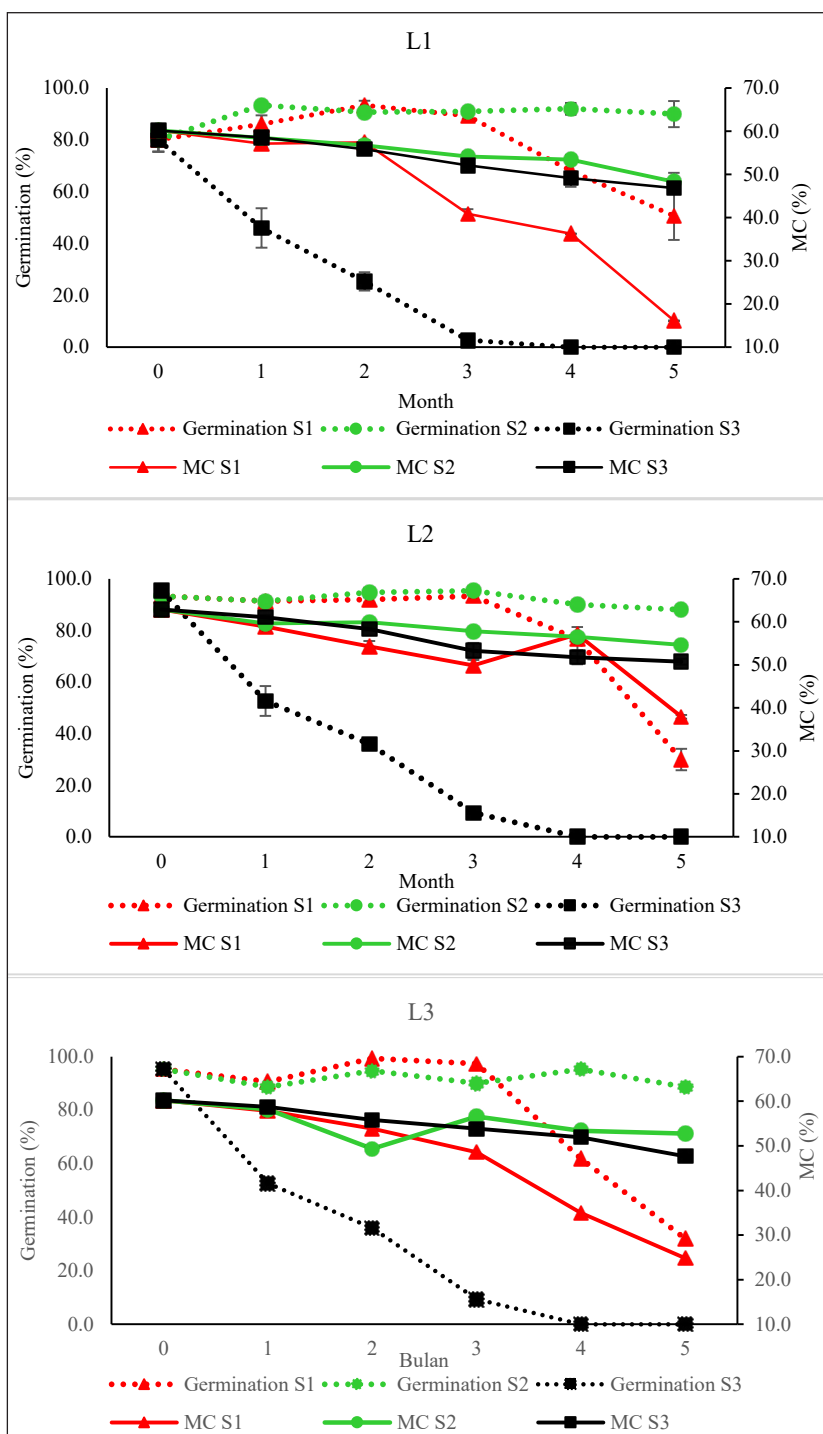 L1
100.0 70.0
80.0 60.0
60.0 50.0
40.0 40.0
20.0 30.0
0.0 20.0
10.0
Germination (%)
MC (%)
0 1 2 3 4 5
Month
Germination S1 Germination S2 Germination S3
MC S1 MC S2 MC S3
L2
100.0 70.0
80.0 60.0
60.0 50.0
40.0 40.0
20.0 30.0
0.0 20.0
10.0
Germination (%)
MC (%)
0 1 2 3 4 5
Month
Germination S1 Germination S2 Germination S3
MC S1 MC S2 MC S3
L3
100.0 70.0
80.0 60.0
60.0 50.0
40.0 40.0
20.0 30.0
0.0 20.0
10.0
Germination (%)
MC (%)
0 1 2 3 4 5
Bulan
Germination S1 Germination S2 Germination S3
MC S1 MC S2 MC S3